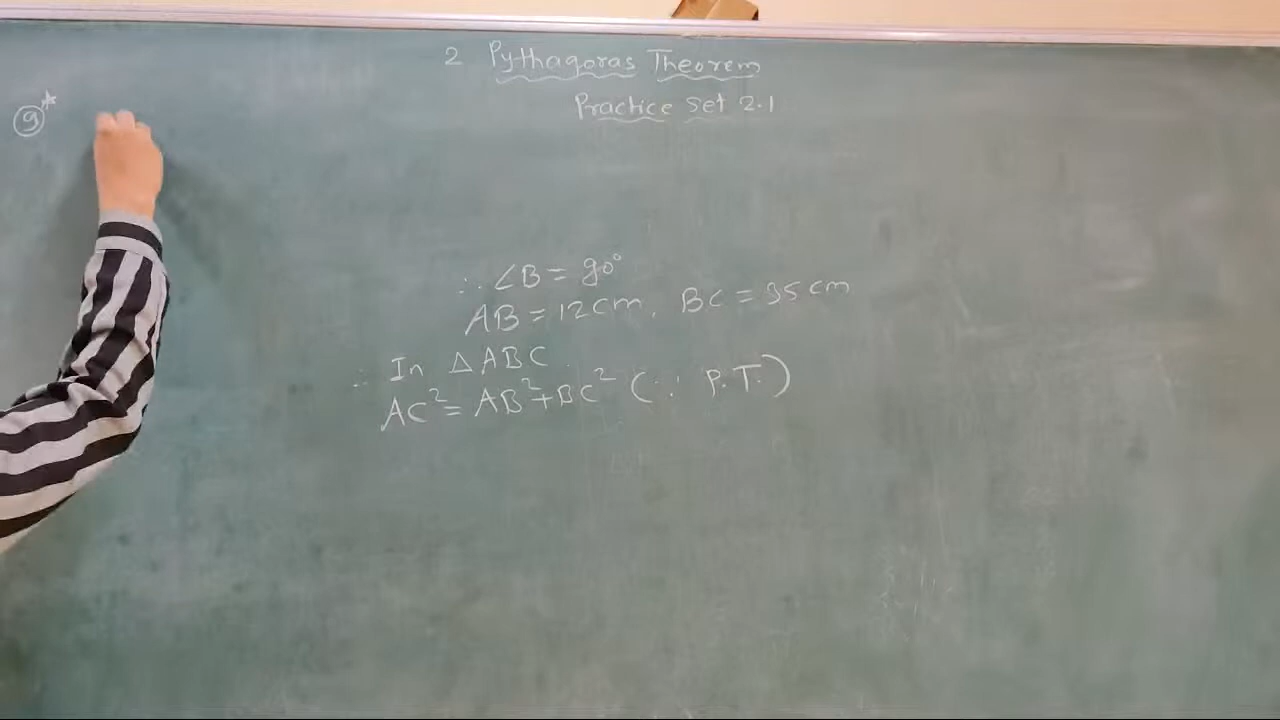 2 Pythagoras Theorem
Practice Set 2.1
9*
∴ ∠B = 90°
AB = 12 cm, BC = 35 cm
∴ In △ABC
AC² = AB² + BC² (∵ P.T.)